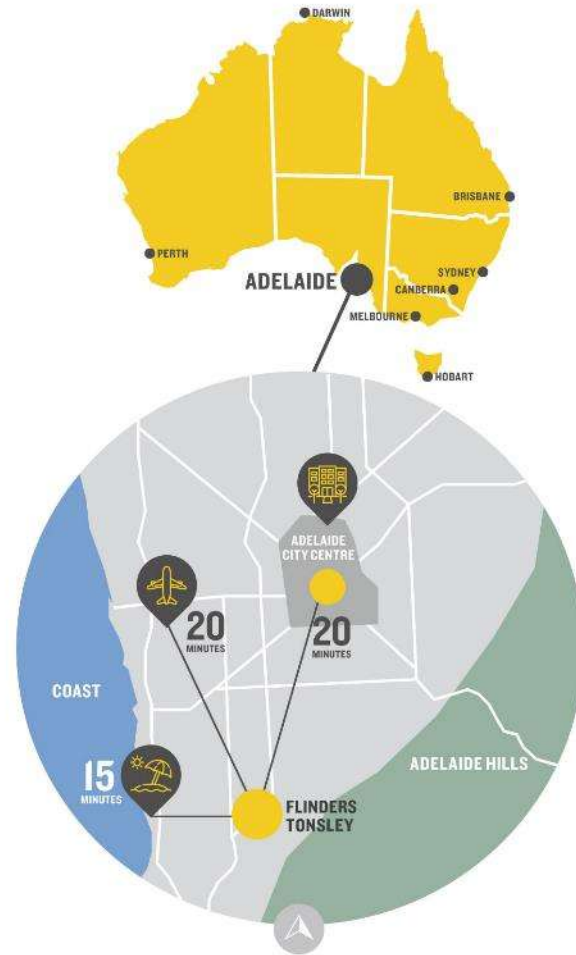 DARWIN
BRISBANE
PERTH
SYDNEY
ADELAIDE
CANBERRA
MELBOURNE
HOBART
ADELAIDE
CITY CENTRE
20
MINUTES
20
MINUTES
COAST
15
MINUTES
ADELAIDE HILLS
FLINDERS
TONSLEY